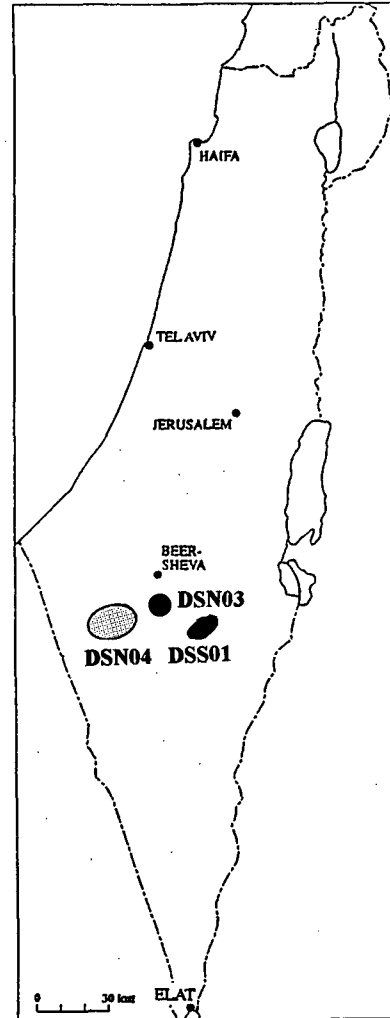 HAIFA
TEL AVIV
JERUSALEM
BEER-
SHEVA
DSN03
DSN04
DSS01
0 30 km
ELAT